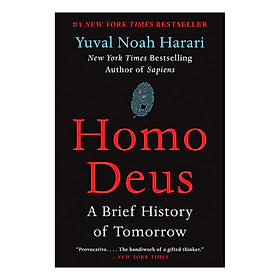 #1 NEW YORK TIMES BESTSELLER
Yuval Noah Harari
New York Times Bestselling
Author of Sapiens
Homo
Deus
A Brief History
of Tomorrow
"Provocative. . . . The handiwork of a gifted thinker."
—NEW YORK TIMES